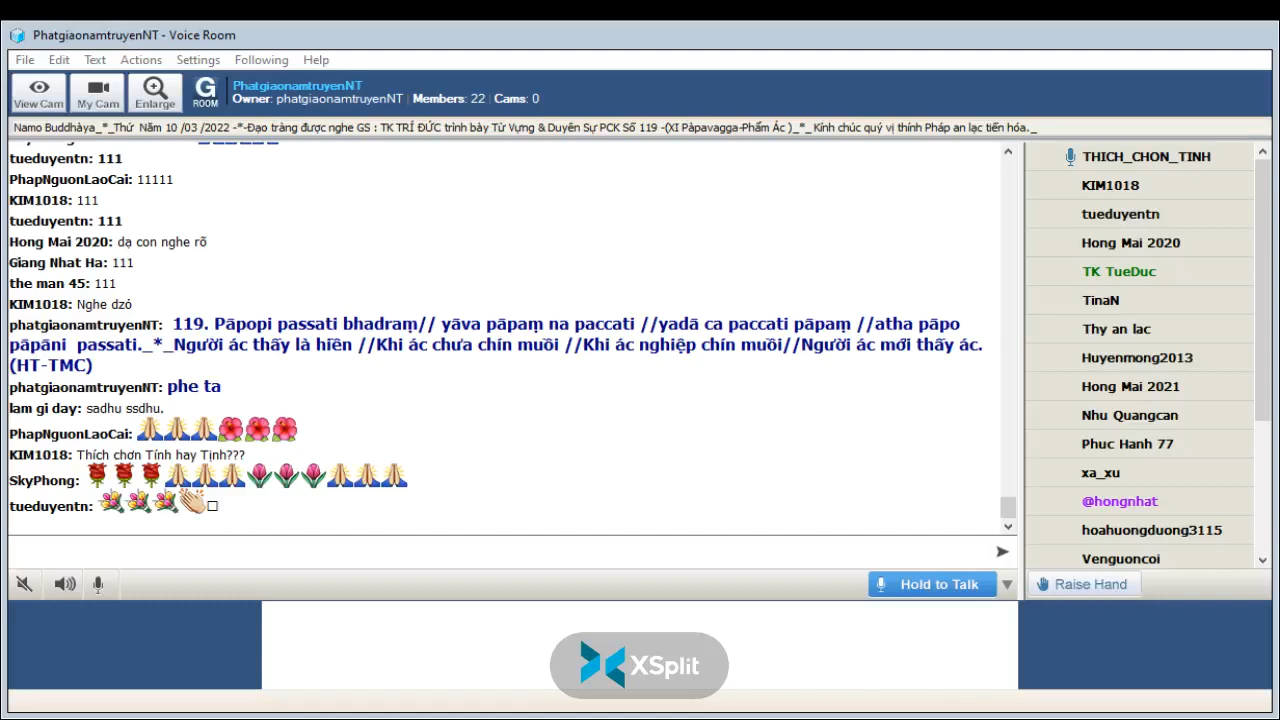 PhatgiaonamtruyenNT - Voice Room
File Edit Text Actions Settings Following Help
View Cam My Cam Enlarge G ROOM
PhatgiaonamtruyenNT
Owner: phatgiaonamtruyenNT Members: 22 Cams: 0
Namo Buddhàya_*_Thứ Năm 10 /03 /2022 -*-Đạo tràng được nghe GS : TK TRÍ ĐỨC trình bày Từ Vựng & Duyên Sự PCK Số 119 -(XI Pàpavagga-Phẩm Ác )_*_ Kính chúc quý vị thính Pháp an lạc tiến hóa._
tueduyentn: 111
PhapNguonLaoCai: 11111
KIM1018: 111
tueduyentn: 111
Hong Mai 2020: dạ con nghe rõ
Giang Nhat Ha: 111
the man 45: 111
KIM1018: Nghe dzỏ
phatgiaonamtruyenNT: 119. Pāpopi passati bhadraṃ// yāva pāpaṃ na paccati //yadā ca paccati pāpaṃ //atha pāpo
pāpāni passati._*_Người ác thấy là hiền //Khi ác chưa chín muồi //Khi ác nghiệp chín muồi//Người ác mới thấy ác.
(HT-TMC)
phatgiaonamtruyenNT: phe ta
lam gi day: sadhu ssdhu.
PhapNguonLaoCai:
KIM1018: Thích chơn Tính hay Tịnh???
SkyPhong:
tueduyentn:
THICH_CHON_TINH
KIM1018
tueduyentn
Hong Mai 2020
TK TueDuc
TinaN
Thy an lac
Huyenmong2013
Hong Mai 2021
Nhu Quangcan
Phuc Hanh 77
xa_xu
@hongnhat
hoahuongduong3115
Venguoncoi
Hold to Talk
Raise Hand
XSplit